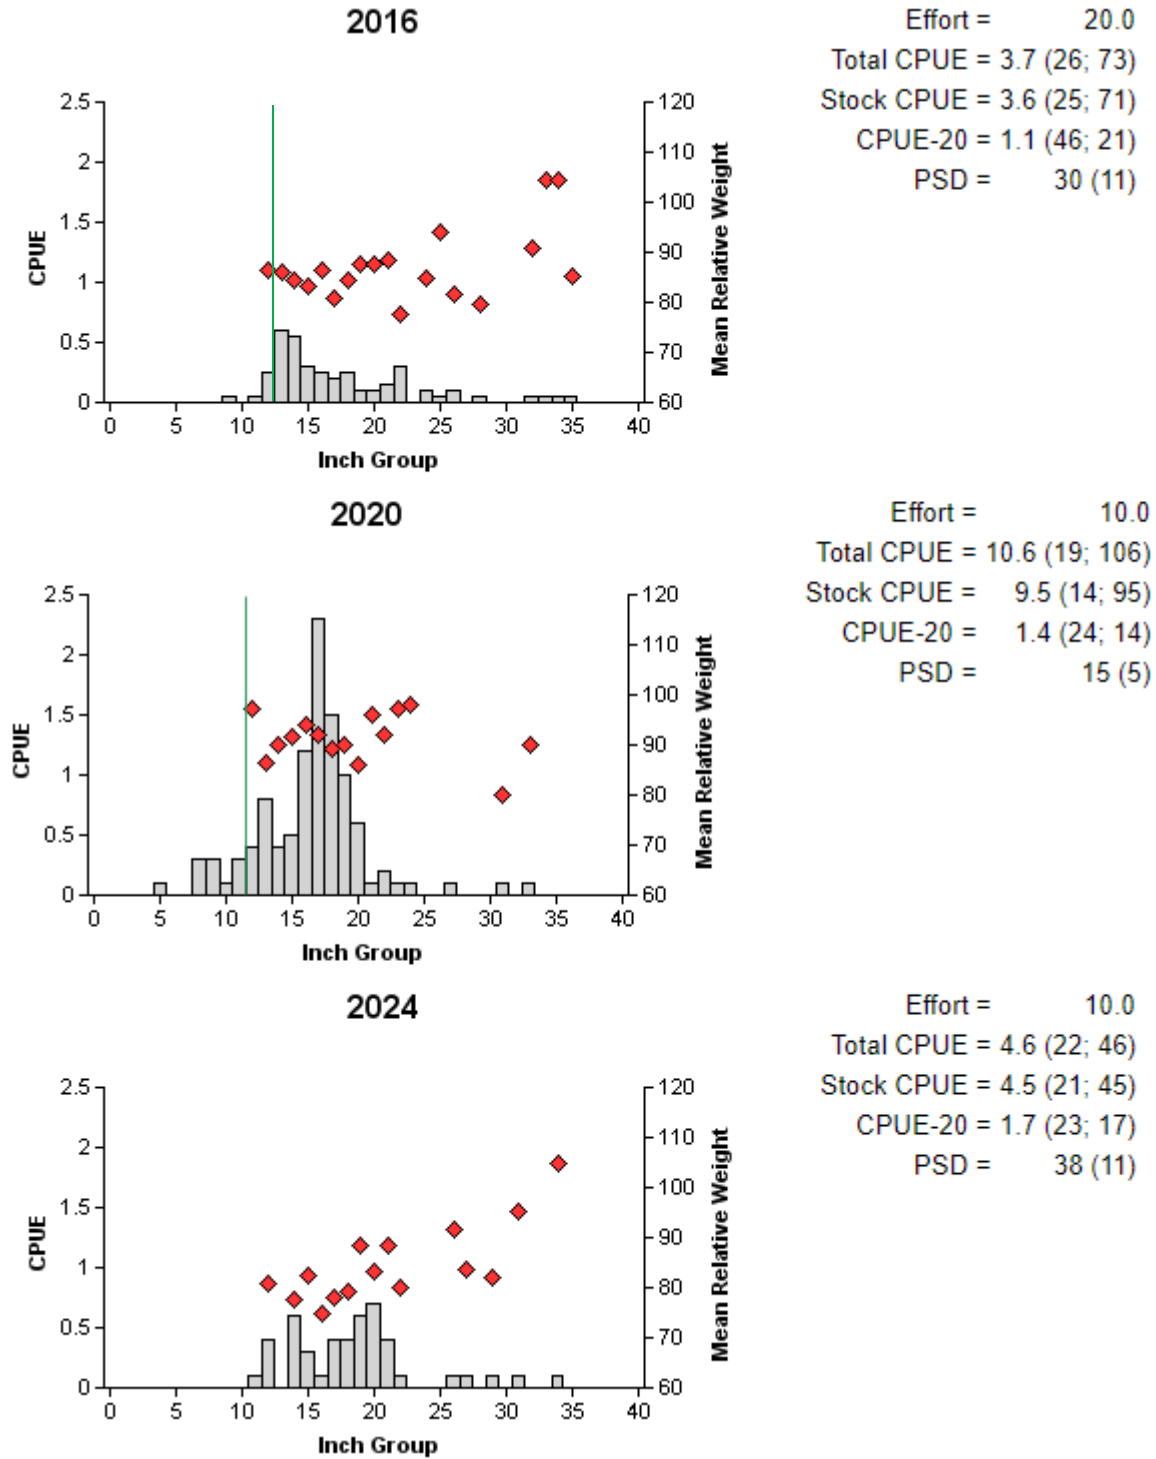 2016
Effort = 20.0
Total CPUE = 3.7 (26; 73)
Stock CPUE = 3.6 (25; 71)
CPUE-20 = 1.1 (46; 21)
PSD = 30 (11)
2.5
2
1.5
1
0.5
0
CPUE
120
110
100
90
80
70
60
Mean Relative Weight
0 5 10 15 20 25 30 35 40
Inch Group
2020
Effort = 10.0
Total CPUE = 10.6 (19; 106)
Stock CPUE = 9.5 (14; 95)
CPUE-20 = 1.4 (24; 14)
PSD = 15 (5)
2.5
2
1.5
1
0.5
0
CPUE
120
110
100
90
80
70
60
Mean Relative Weight
0 5 10 15 20 25 30 35 40
Inch Group
2024
Effort = 10.0
Total CPUE = 4.6 (22; 46)
Stock CPUE = 4.5 (21; 45)
CPUE-20 = 1.7 (23; 17)
PSD = 38 (11)
2.5
2
1.5
1
0.5
0
CPUE
120
110
100
90
80
70
60
Mean Relative Weight
0 5 10 15 20 25 30 35 40
Inch Group